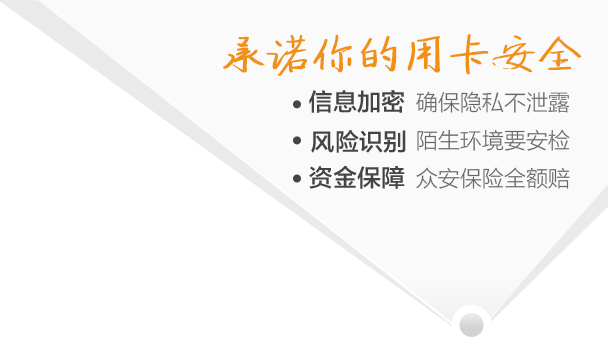 承诺你的用卡安全
• 信息加密 确保隐私不泄露
• 风险识别 陌生环境要安检
• 资金保障 众安保险全额赔